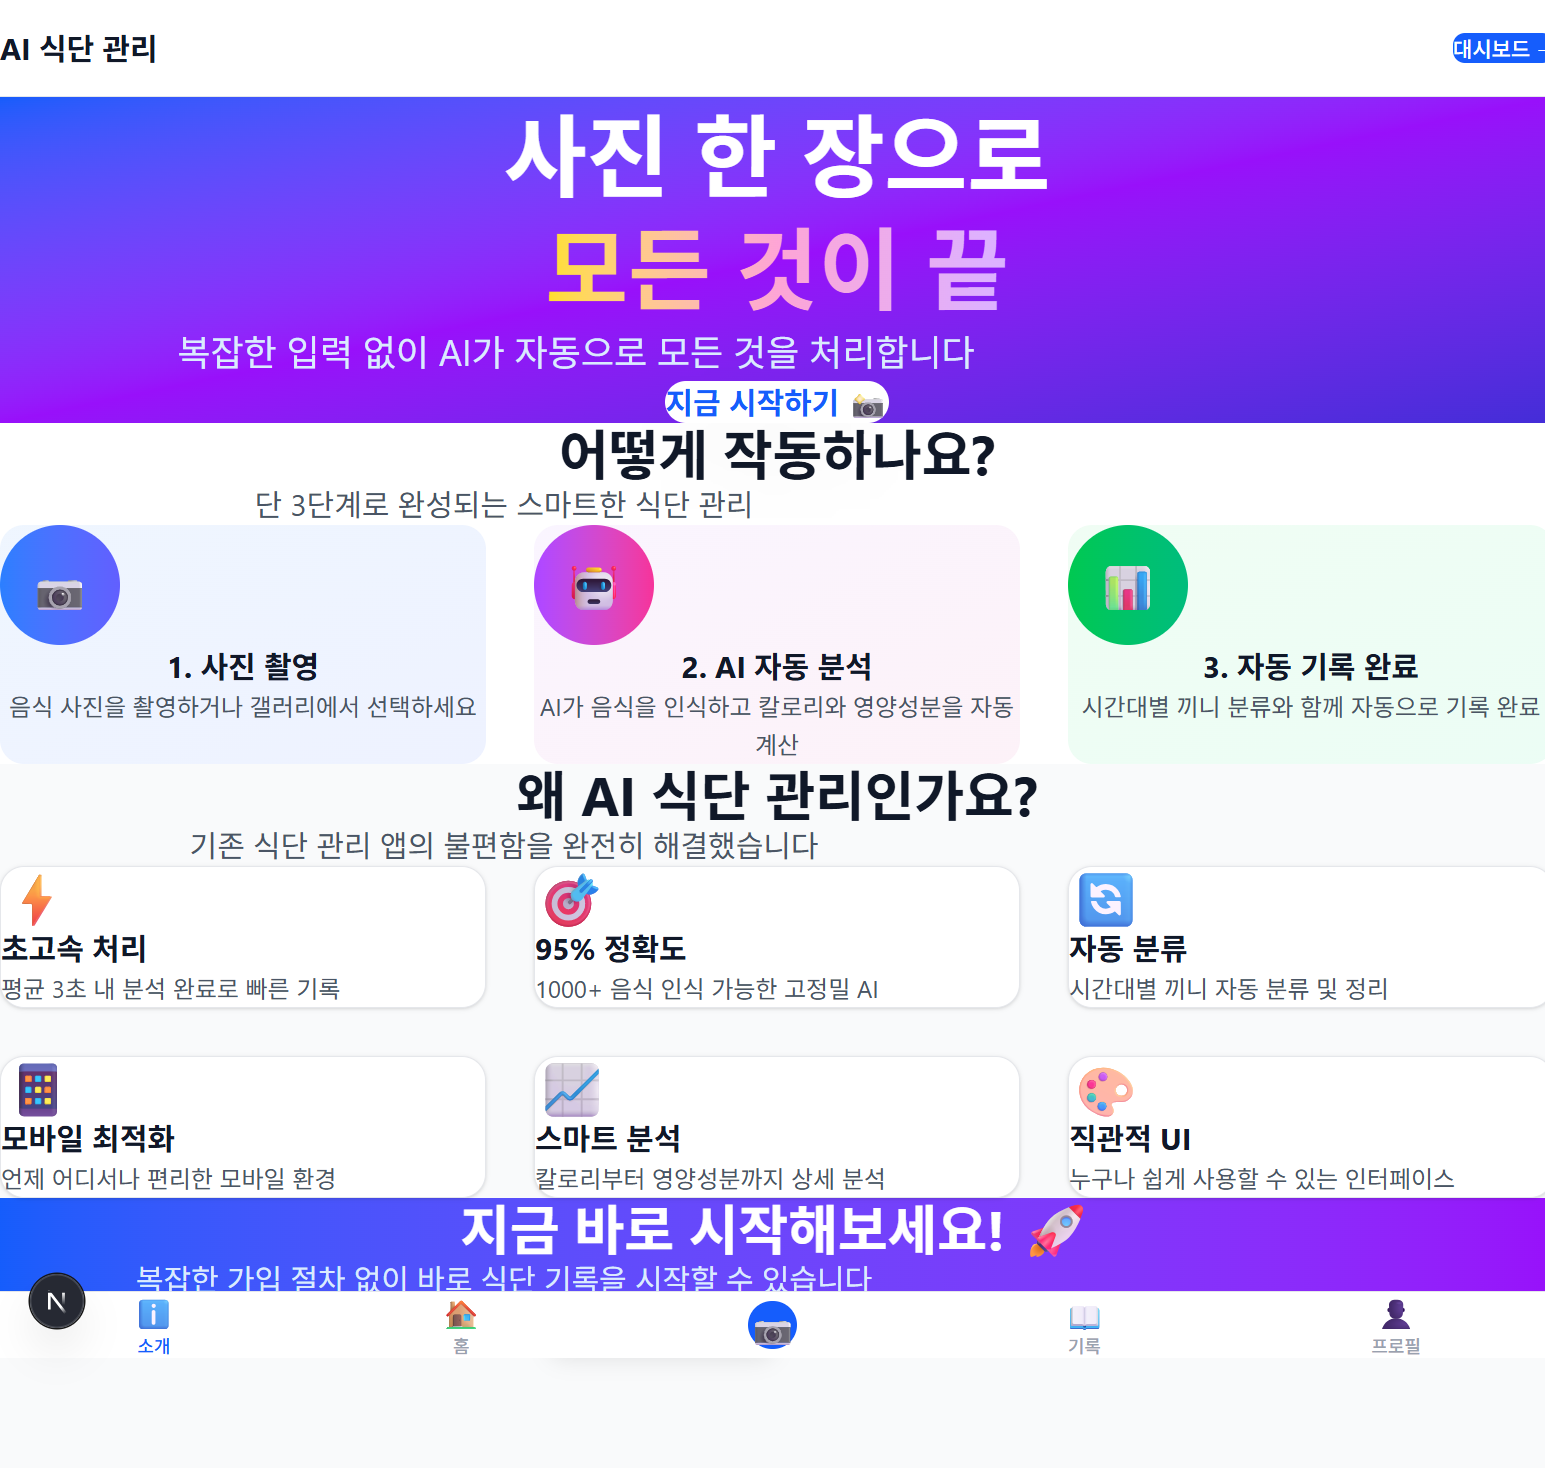 AI 식단 관리
대시보드
사진 한 장으로
모든 것이 끝
복잡한 입력 없이 AI가 자동으로 모든 것을 처리합니다
지금 시작하기 📸
어떻게 작동하나요?
단 3단계로 완성되는 스마트한 식단 관리
1. 사진 촬영
음식 사진을 촬영하거나 갤러리에서 선택하세요
2. AI 자동 분석
AI가 음식을 인식하고 칼로리와 영양성분을 자동
계산
3. 자동 기록 완료
시간대별 끼니 분류와 함께 자동으로 기록 완료
왜 AI 식단 관리인가요?
기존 식단 관리 앱의 불편함을 완전히 해결했습니다
초고속 처리
평균 3초 내 분석 완료로 빠른 기록
95% 정확도
1000+ 음식 인식 가능한 고정밀 AI
자동 분류
시간대별 끼니 자동 분류 및 정리
모바일 최적화
언제 어디서나 편리한 모바일 환경
스마트 분석
칼로리부터 영양성분까지 상세 분석
직관적 UI
누구나 쉽게 사용할 수 있는 인터페이스
지금 바로 시작해보세요! 🚀
복잡한 가입 절차 없이 바로 식단 기록을 시작할 수 있습니다
N
소개
홈
기록
프로필